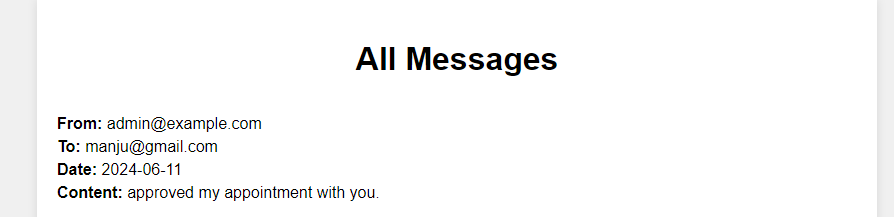 All Messages
From: admin@example.com
To: manju@gmail.com
Date: 2024-06-11
Content: approved my appointment with you.